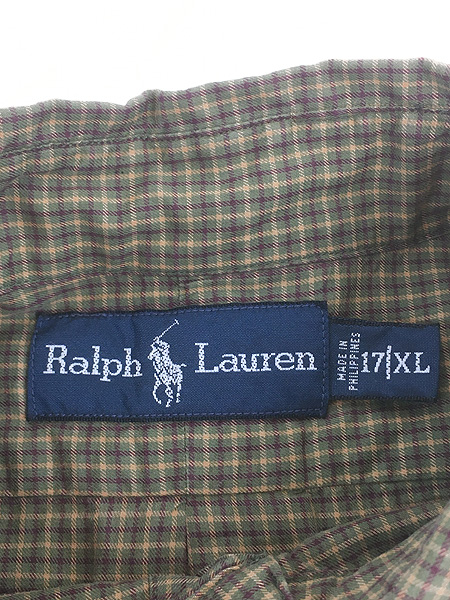 Ralph Lauren
MADE IN
PHILIPPINES
17 XL